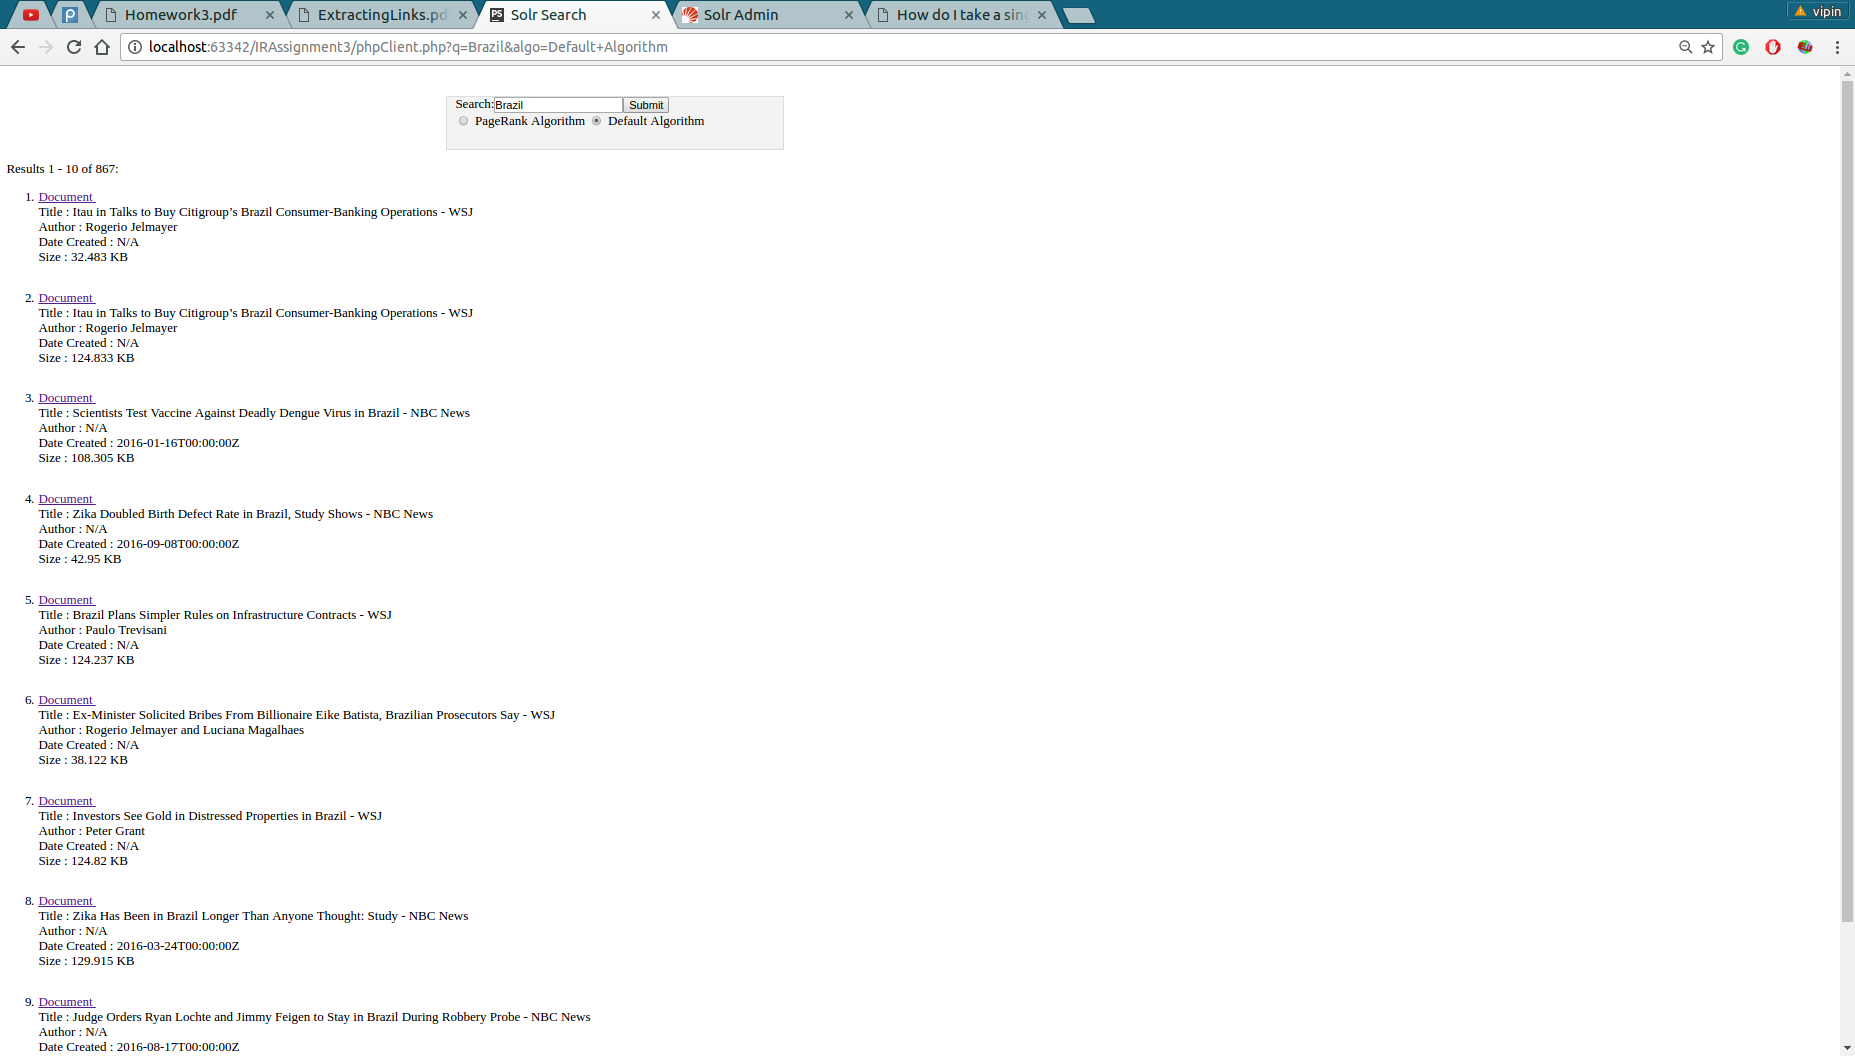 Homework3.pdf
ExtractingLinks.pd
Solr Search
Solr Admin
How do I take a sing
vipin
localhost:63342/IRAssignment3/phpClient.php?q=Brazil&algo=Default+Algorithm
Search: Brazil Submit
PageRank Algorithm Default Algorithm
Results 1 - 10 of 867:
1. Document
Title : Itau in Talks to Buy Citigroup’s Brazil Consumer-Banking Operations - WSJ
Author : Rogerio Jelmayer
Date Created : N/A
Size : 32.483 KB
2. Document
Title : Itau in Talks to Buy Citigroup’s Brazil Consumer-Banking Operations - WSJ
Author : Rogerio Jelmayer
Date Created : N/A
Size : 124.833 KB
3. Document
Title : Scientists Test Vaccine Against Deadly Dengue Virus in Brazil - NBC News
Author : N/A
Date Created : 2016-01-16T00:00:00Z
Size : 108.305 KB
4. Document
Title : Zika Doubled Birth Defect Rate in Brazil, Study Shows - NBC News
Author : N/A
Date Created : 2016-09-08T00:00:00Z
Size : 42.95 KB
5. Document
Title : Brazil Plans Simpler Rules on Infrastructure Contracts - WSJ
Author : Paulo Trevisani
Date Created : N/A
Size : 124.237 KB
6. Document
Title : Ex-Minister Solicited Bribes From Billionaire Eike Batista, Brazilian Prosecutors Say - WSJ
Author : Rogerio Jelmayer and Luciana Magalhaes
Date Created : N/A
Size : 38.122 KB
7. Document
Title : Investors See Gold in Distressed Properties in Brazil - WSJ
Author : Peter Grant
Date Created : N/A
Size : 124.82 KB
8. Document
Title : Zika Has Been in Brazil Longer Than Anyone Thought: Study - NBC News
Author : N/A
Date Created : 2016-03-24T00:00:00Z
Size : 129.915 KB
9. Document
Title : Judge Orders Ryan Lochte and Jimmy Feigen to Stay in Brazil During Robbery Probe - NBC News
Author : N/A
Date Created : 2016-08-17T00:00:00Z